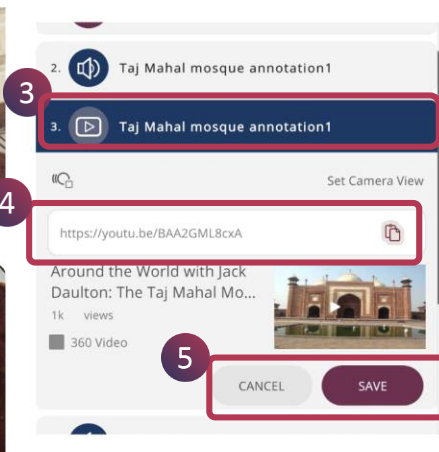 2. Taj Mahal mosque annotation1
3
3. Taj Mahal mosque annotation1
Set Camera View
4
https://youtu.be/BAA2GML8cxA
Around the World with Jack
Daulton: The Taj Mahal Mo...
1k views
360 Video
5
CANCEL SAVE